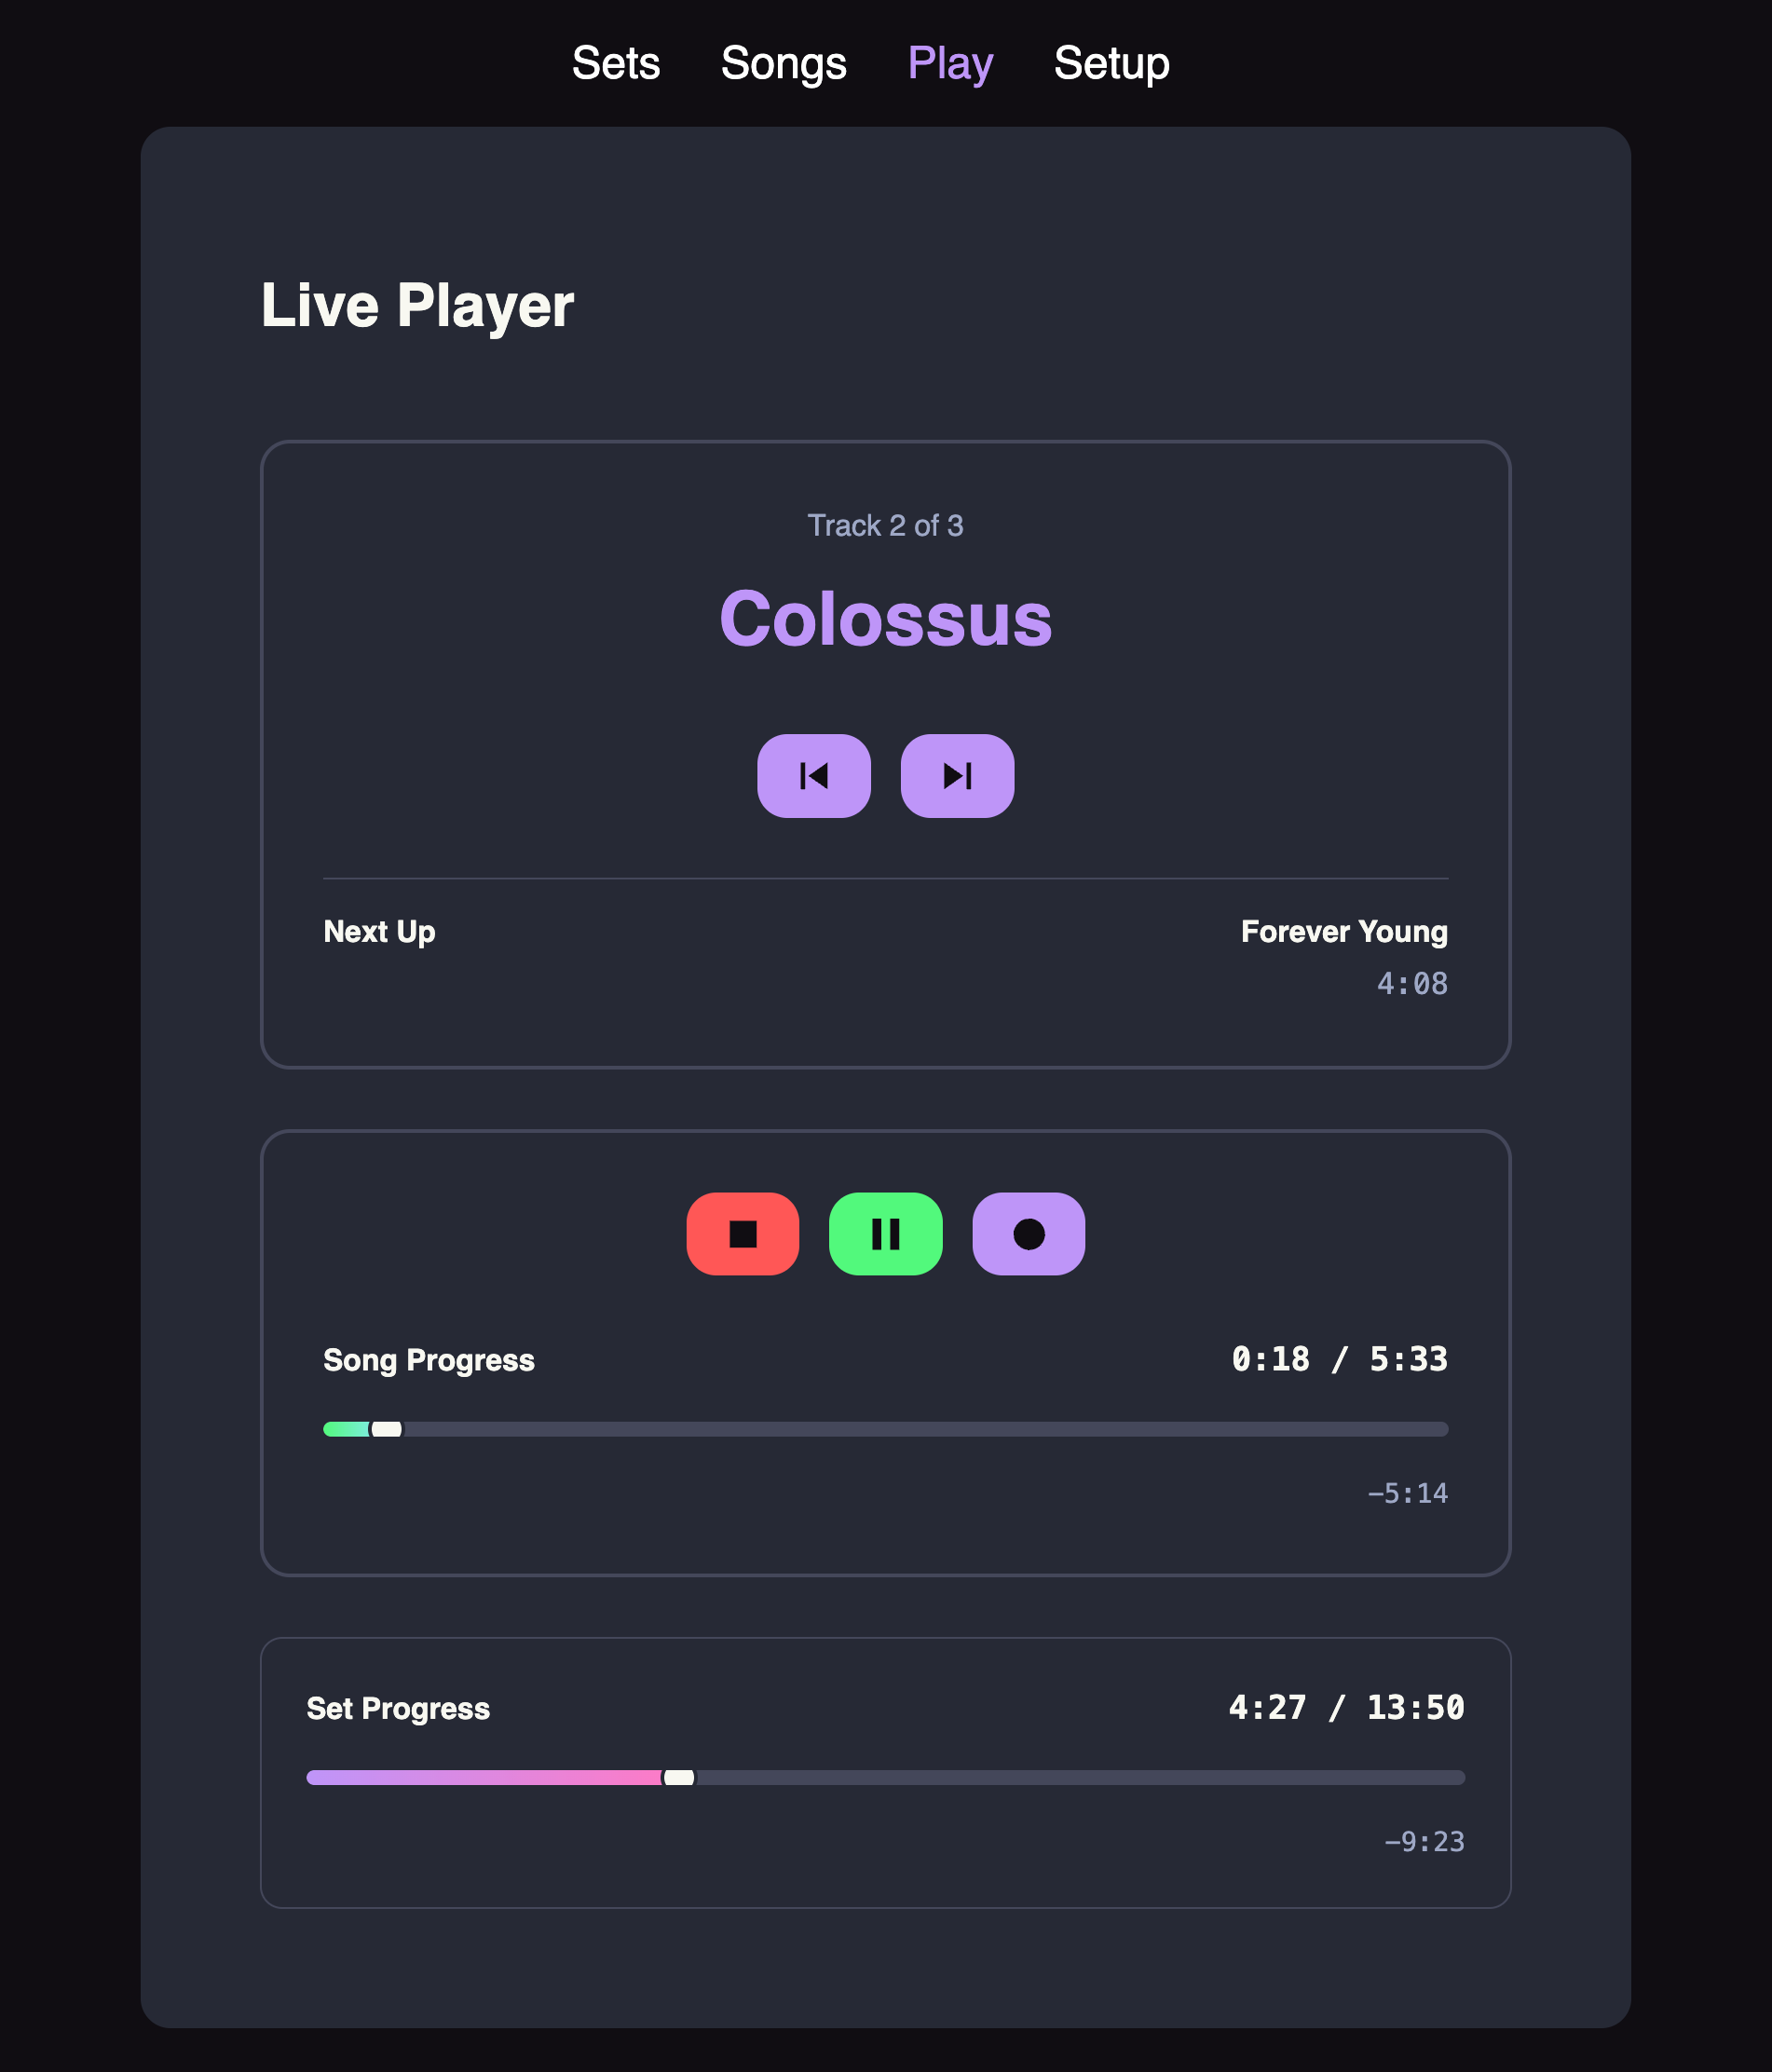 Sets Songs Play Setup
Live Player
Track 2 of 3
Colossus
Next Up Forever Young
4:08
Song Progress 0:18 / 5:33
−5:14
Set Progress 4:27 / 13:50
−9:23